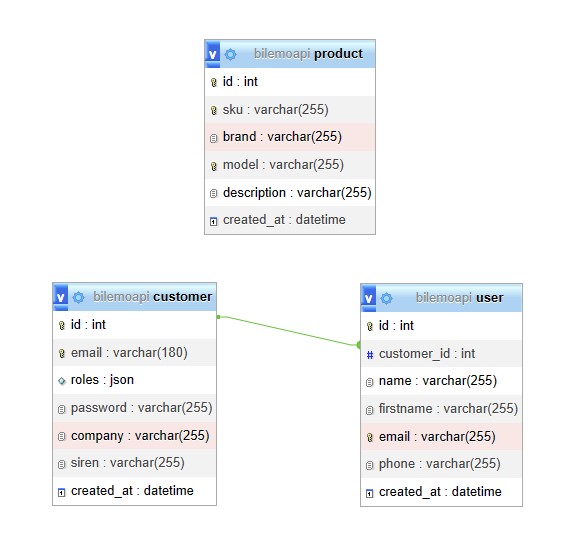 v bilemoapi product
id : int
sku : varchar(255)
brand : varchar(255)
model : varchar(255)
description : varchar(255)
created_at : datetime
v bilemoapi customer
id : int
email : varchar(180)
roles : json
password : varchar(255)
company : varchar(255)
siren : varchar(255)
created_at : datetime
v bilemoapi user
id : int
# customer_id : int
name : varchar(255)
firstname : varchar(255)
email : varchar(255)
phone : varchar(255)
created_at : datetime